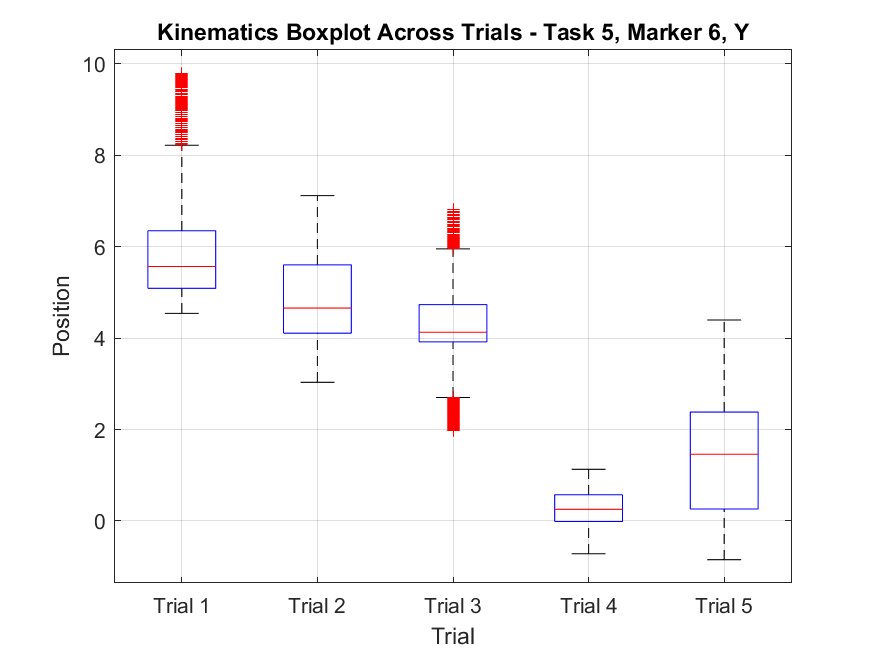 Kinematics Boxplot Across Trials - Task 5, Marker 6, Y
10
8
6
4
2
0
Position
Trial 1 Trial 2 Trial 3 Trial 4 Trial 5
Trial